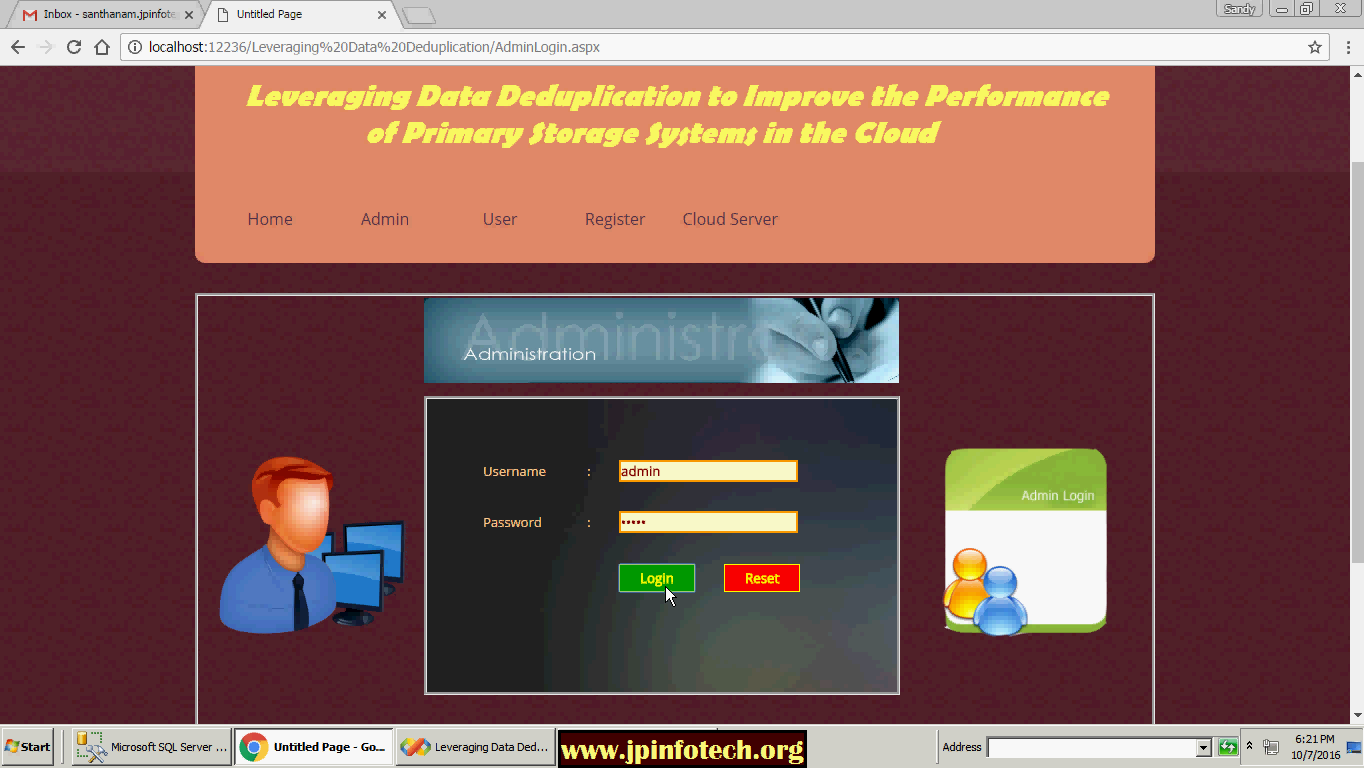 Inbox - santhanam.jpinfote
Untitled Page
Sandy
localhost:12236/Leveraging%20Data%20Deduplication/AdminLogin.aspx
Leveraging Data Deduplication to Improve the Performance
of Primary Storage Systems in the Cloud
Home Admin User Register Cloud Server
Administra
Administration
Username : admin
Password : •••••
Login Reset
Admin Login
Start
Microsoft SQL Server ...
Untitled Page - Go...
Leveraging Data Ded...
www.jpinfotech.org
Address
6:21 PM
10/7/2016